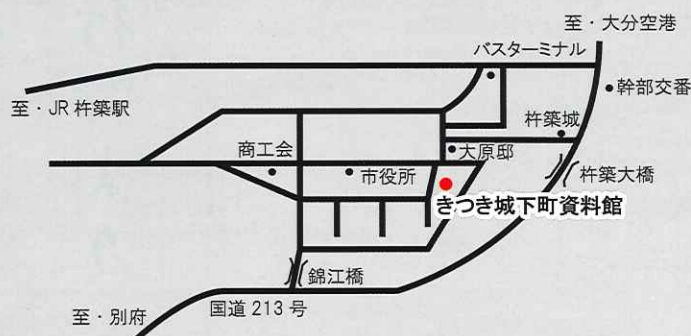 至・大分空港
バスターミナル
幹部交番
至・JR 杵築駅
杵築城
商工会
大原邸
市役所
杵築大橋
きつき城下町資料館
錦江橋
国道 213 号
至・別府